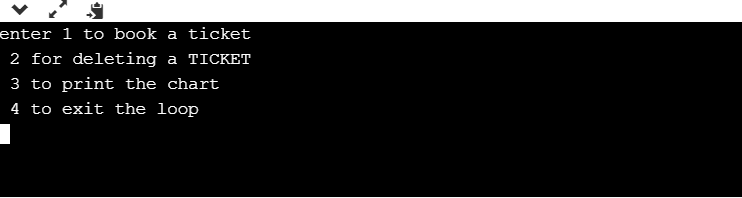 enter 1 to book a ticket
2 for deleting a TICKET
3 to print the chart
4 to exit the loop